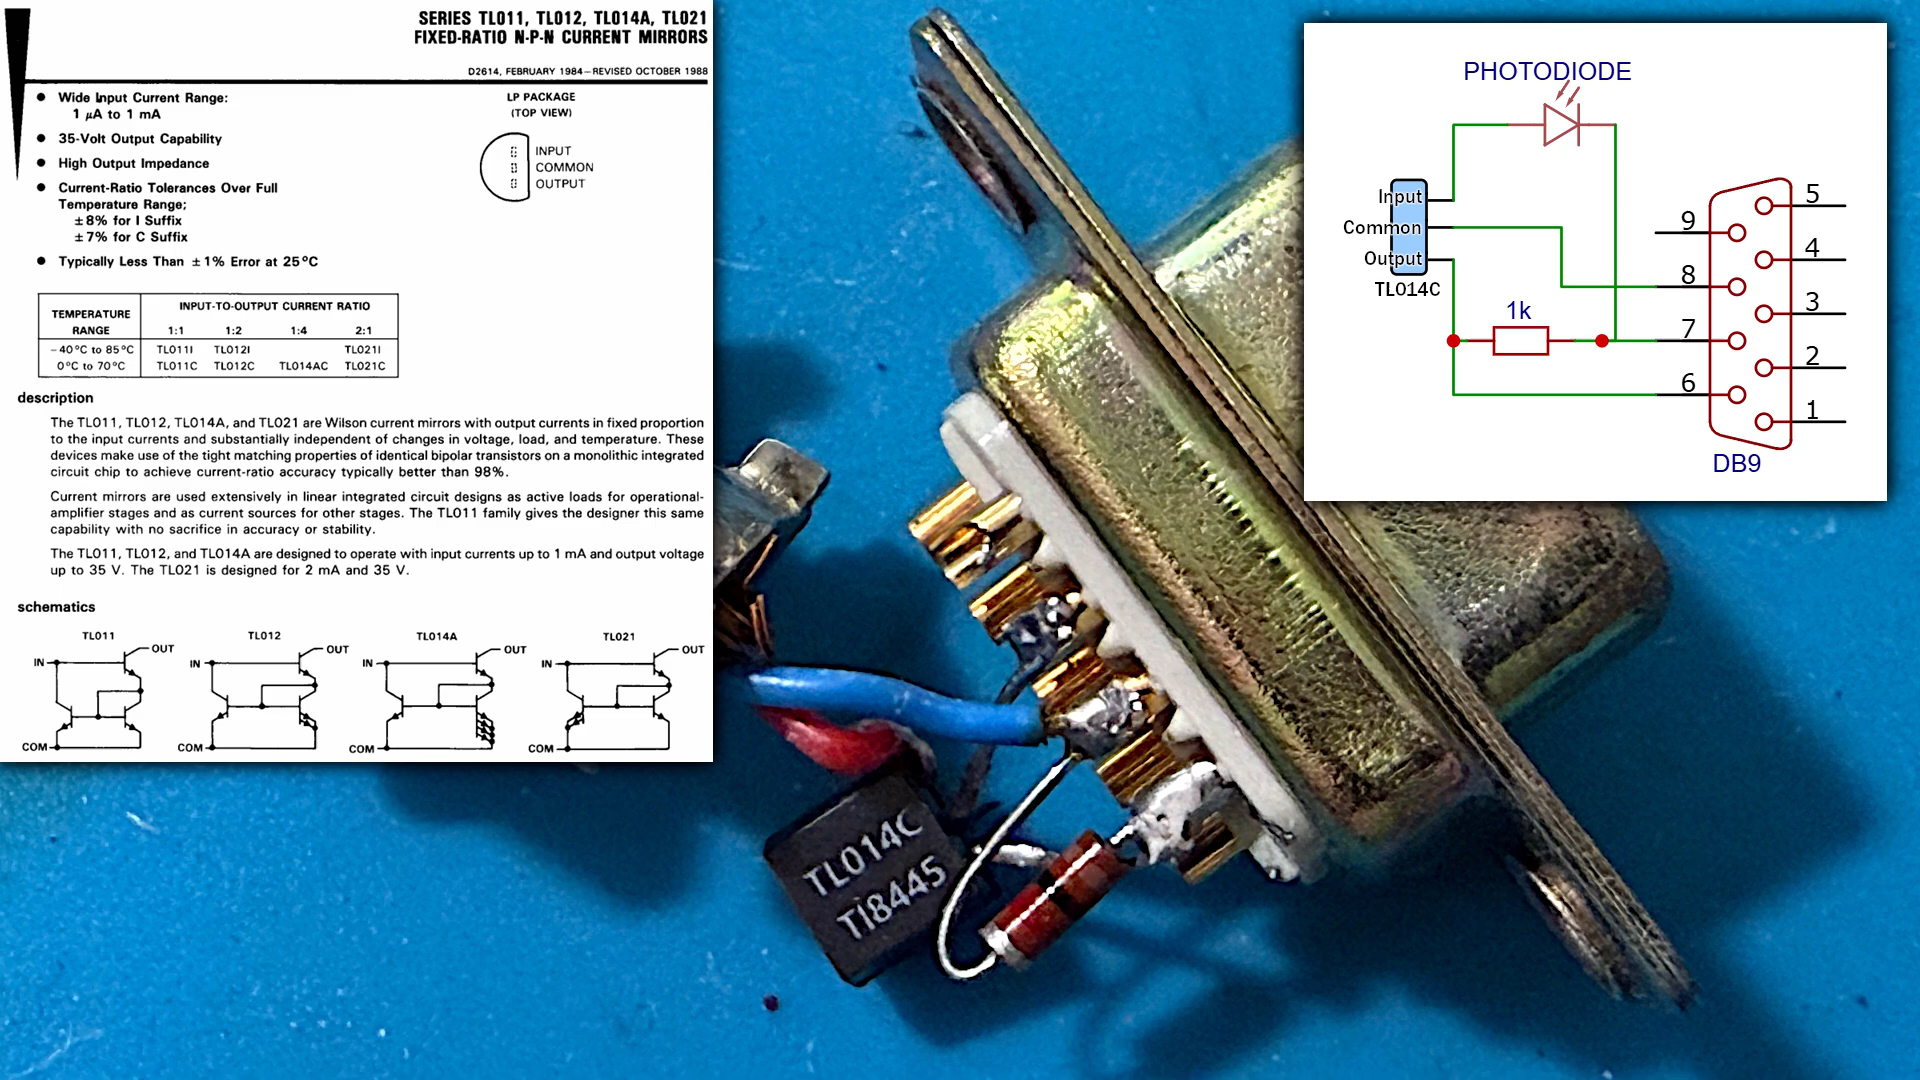 SERIES TL011, TL012, TL014A, TL021
FIXED-RATIO N-P-N CURRENT MIRRORS
D2614, FEBRUARY 1984—REVISED OCTOBER 1988
● Wide Input Current Range:
1 μA to 1 mA
● 35-Volt Output Capability
● High Output Impedance
● Current-Ratio Tolerances Over Full
Temperature Range;
±8% for I Suffix
±7% for C Suffix
● Typically Less Than ±1% Error at 25°C
LP PACKAGE
(TOP VIEW)
INPUT
COMMON
OUTPUT
TEMPERATURE
RANGE
INPUT-TO-OUTPUT CURRENT RATIO
1:1 1:2 1:4 2:1
−40°C to 85°C TL011I TL012I TL021I
0°C to 70°C TL011C TL012C TL014AC TL021C
description
The TL011, TL012, TL014A, and TL021 are Wilson current mirrors with output currents in fixed proportion
to the input currents and substantially independent of changes in voltage, load, and temperature. These
devices make use of the tight matching properties of identical bipolar transistors on a monolithic integrated
circuit chip to achieve current-ratio accuracy typically better than 98%.
Current mirrors are used extensively in linear integrated circuit designs as active loads for operational-
amplifier stages and as current sources for other stages. The TL011 family gives the designer this same
capability with no sacrifice in accuracy or stability.
The TL011, TL012, and TL014A are designed to operate with input currents up to 1 mA and output voltage
up to 35 V. The TL021 is designed for 2 mA and 35 V.
schematics
TL011 TL012 TL014A TL021
OUT OUT OUT OUT
IN IN IN IN
COM COM COM COM
PHOTODIODE
Input
Common
Output
TL014C
1k
9
8
7
6
5
4
3
2
1
DB9
TL014C
TI8445